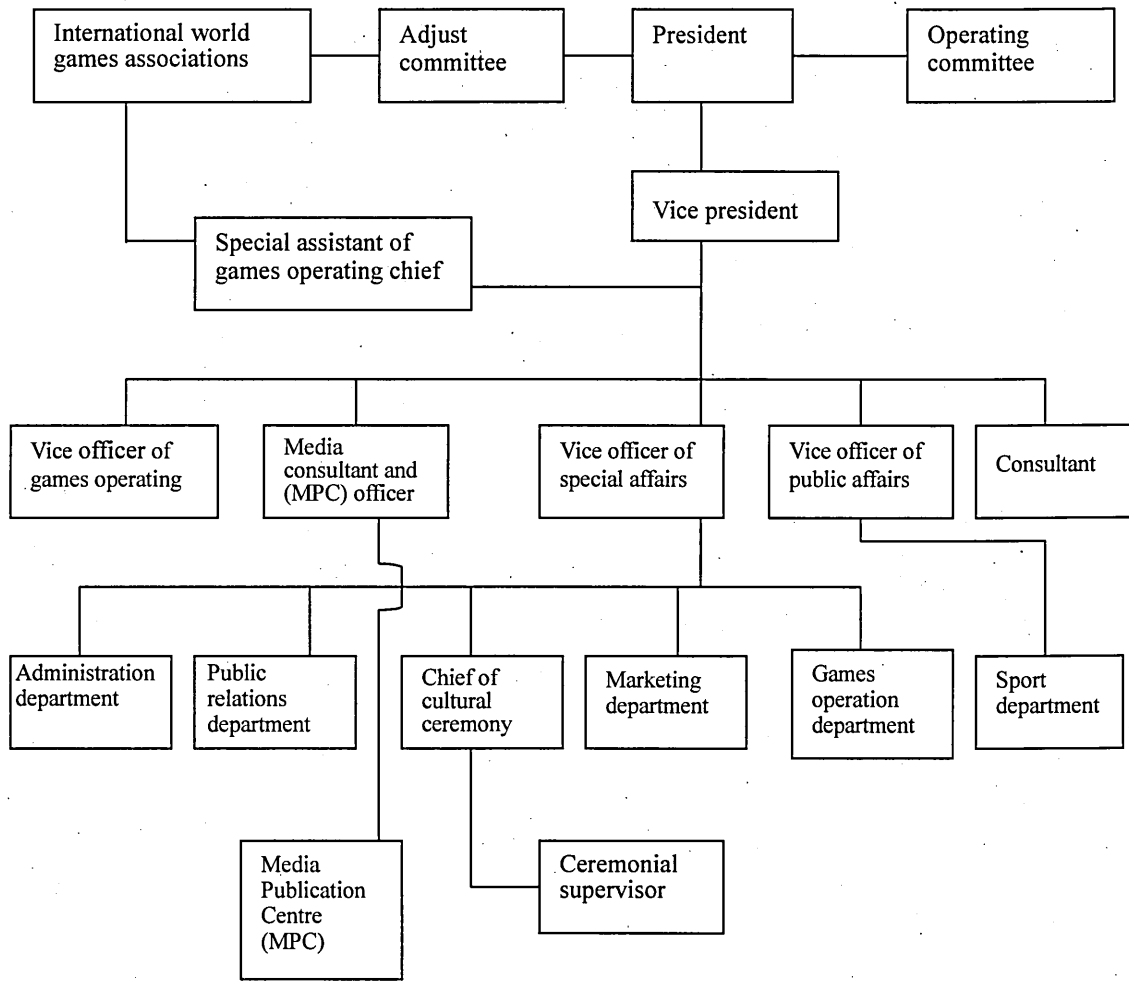 International world
games associations
Adjust
committee
President
Operating
committee
Vice president
Special assistant of
games operating chief
Vice officer of
games operating
Media
consultant and
(MPC) officer
Vice officer of
special affairs
Vice officer of
public affairs
Consultant
Administration
department
Public
relations
department
Chief of
cultural
ceremony
Marketing
department
Games
operation
department
Sport
department
Media
Publication
Centre
(MPC)
Ceremonial
supervisor